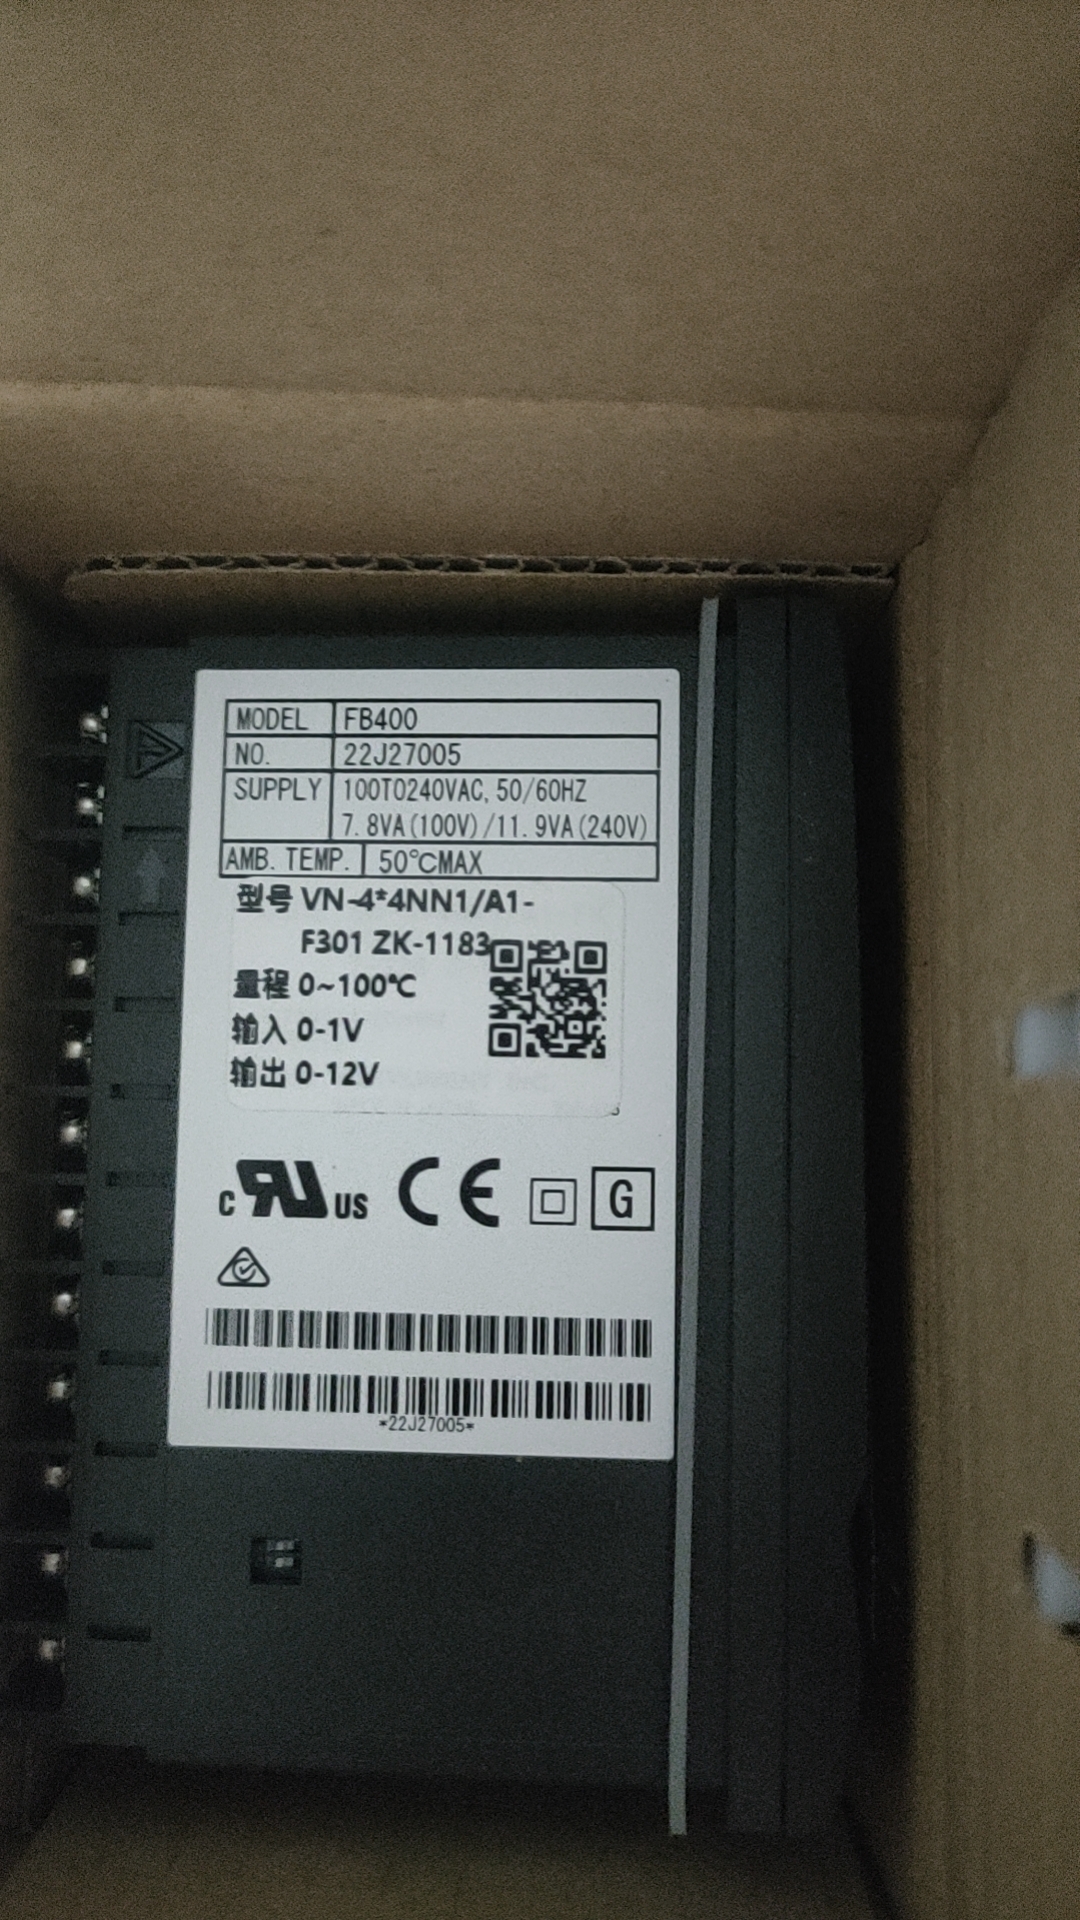 MODEL FB400
NO. 22J27005
SUPPLY 100TO240VAC, 50/60HZ
7.8VA(100V)/11.9VA(240V)
AMB. TEMP. 50℃MAX
型号 VN-4*4NN1/A1-
F301 ZK-1183
量程 0~100℃
输入 0-1V
输出 0-12V
c RU US CE G
*22J27005*